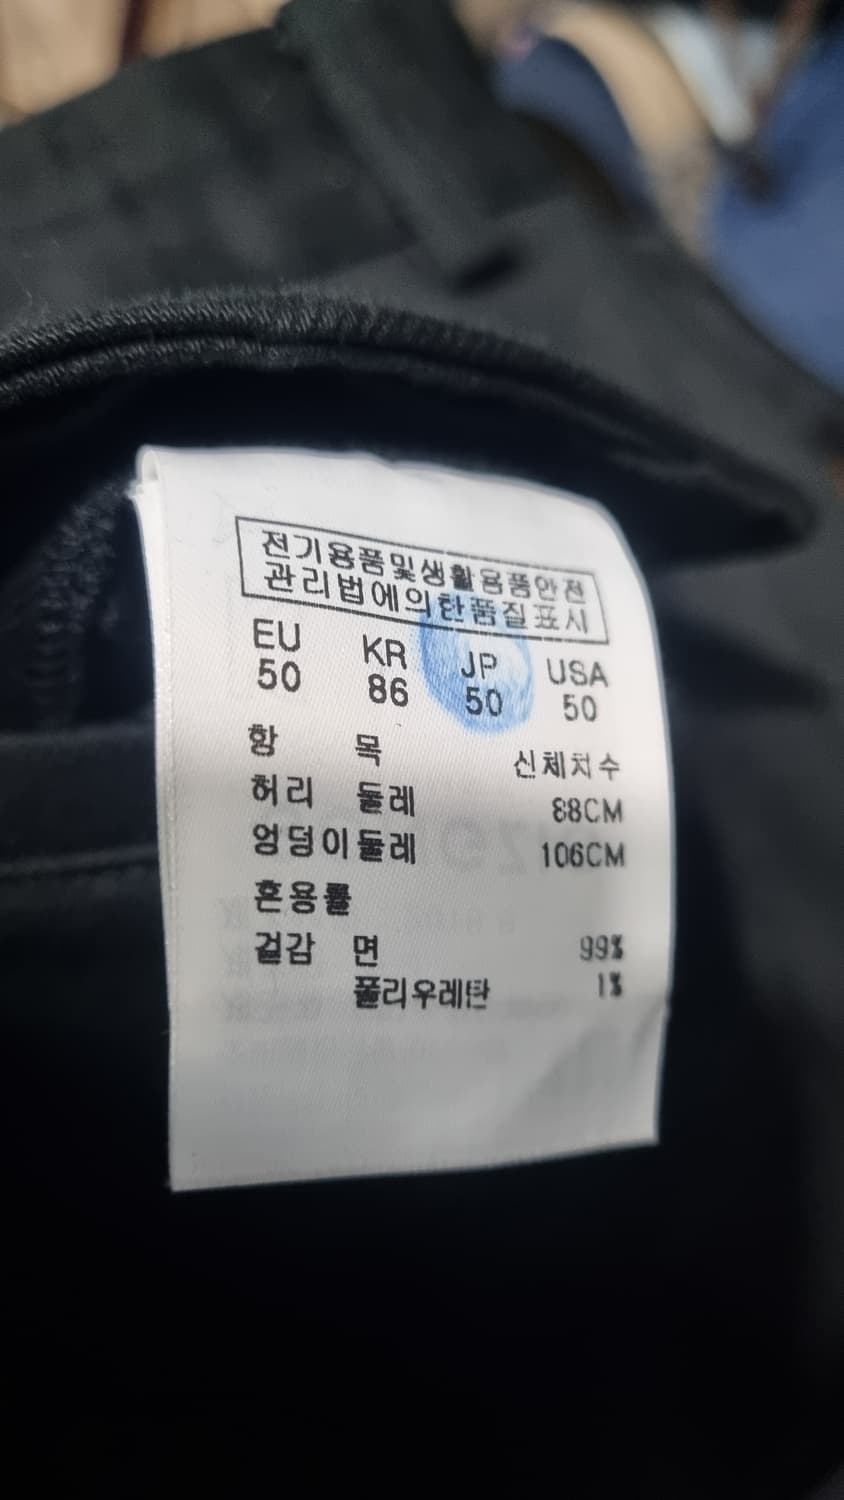 전기용품및생활용품안전
관리법에의한품질표시
EU KR JP USA
50 86 50 50
항 목 신체치수
허리 둘레 88CM
엉덩이둘레 106CM
혼용률
겉감 면 99%
폴리우레탄 1%